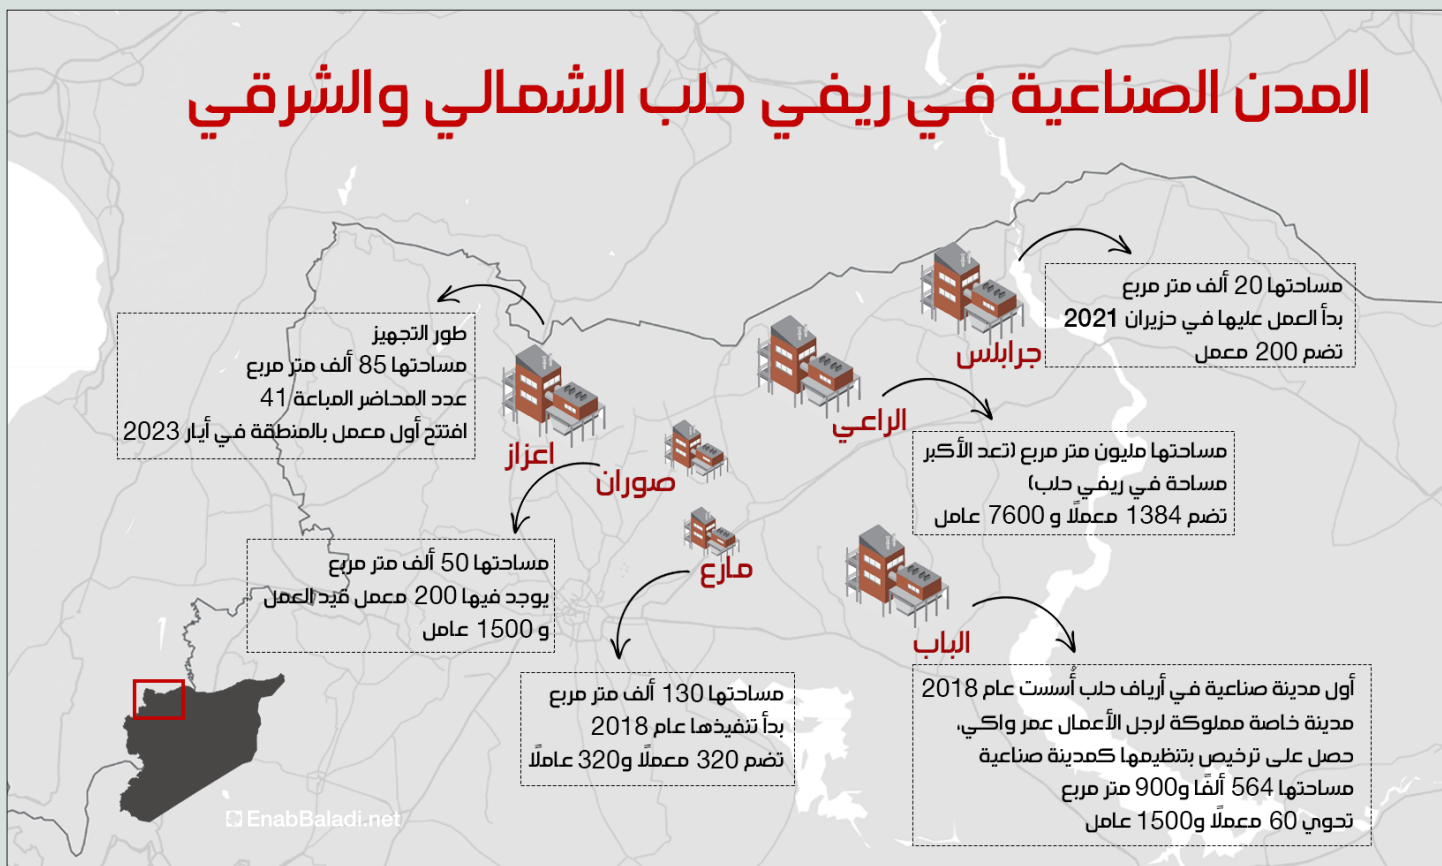 المدن الصناعية في ريفي حلب الشمالي والشرقي
جرابلس
مساحتها 20 ألف متر مربع
بدأ العمل عليها في حزيران 2021
تضم 200 معمل
الراعي
مساحتها مليون متر مربع (تعد الأكبر
مساحة في ريفي حلب)
تضم 1384 معملًا و 7600 عامل
اعزاز
طور التجهيز
مساحتها 85 ألف متر مربع
عدد المحاضر المباعة 41
افتتح أول معمل بالمنطقة في أيار 2023
صوران
مساحتها 50 ألف متر مربع
يوجد فيها 200 معمل قيد العمل
و 1500 عامل
مارع
مساحتها 130 ألف متر مربع
بدأ تنفيذها عام 2018
تضم 320 معملًا و320 عاملًا
الباب
أول مدينة صناعية في أرياف حلب أُسست عام 2018
مدينة خاصة مملوكة لرجل الأعمال عمر واكي،
حصل على ترخيص بتنظيمها كمدينة صناعية
مساحتها 564 ألفًا و900 متر مربع
تحوي 60 معملًا و1500 عامل
EnabBaladi.net